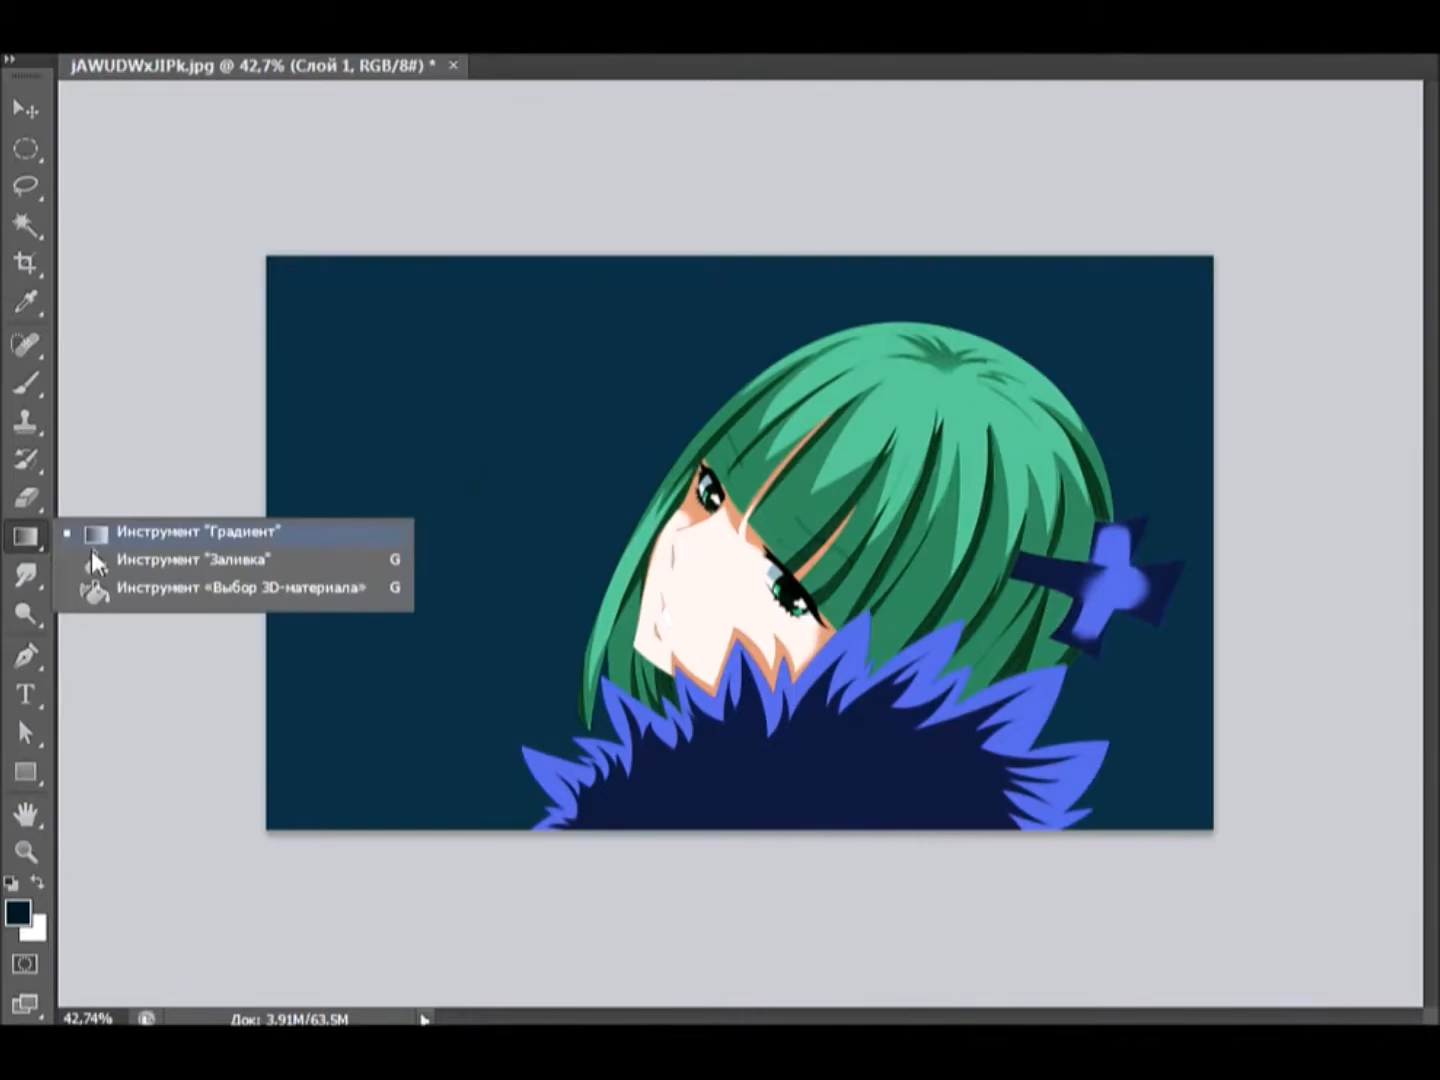 jAWUDWxJIPk.jpg @ 42,7% (Слой 1, RGB/8#) *
Инструмент "Градиент"
Инструмент "Заливка" G
Инструмент «Выбор 3D-материала» G
T
42,74% Док: 3,91M/63,5M